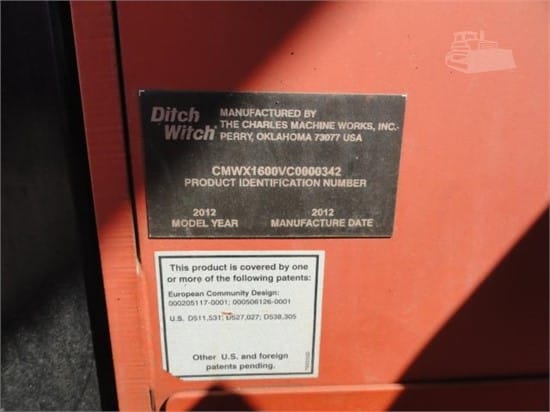 Ditch Witch®
MANUFACTURED BY
THE CHARLES MACHINE WORKS, INC.
PERRY, OKLAHOMA 73077 USA
CMWX1600VC0000342
PRODUCT IDENTIFICATION NUMBER
2012
MODEL YEAR
2012
MANUFACTURE DATE
This product is covered by one
or more of the following patents:
European Community Design:
000205117-0001; 000506126-0001
U.S. D511,531; D527,027; D538,305
Other U.S. and foreign
patents pending.